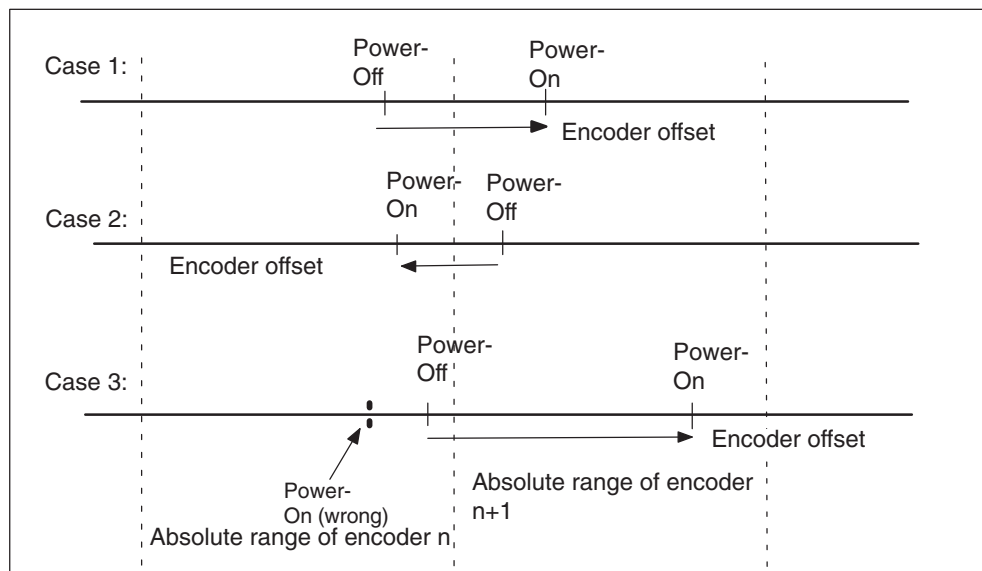 Case 1:
Power-
Off
Power-
On
Encoder offset
Case 2:
Power-
On
Power-
Off
Encoder offset
Case 3:
Power-
Off
Power-
On
Encoder offset
Power-
On (wrong)
Absolute range of encoder n
Absolute range of encoder
n+1